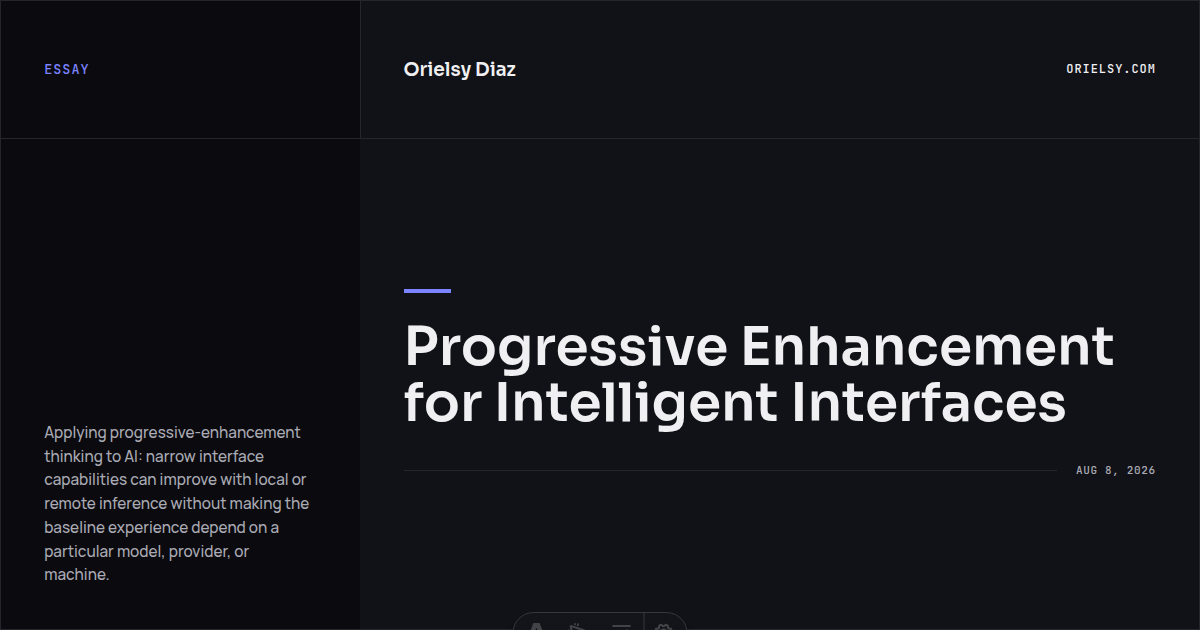 ESSAY
Orielsy Diaz
ORIELSY.COM
Progressive Enhancement
for Intelligent Interfaces
AUG 8, 2026
Applying progressive-enhancement
thinking to AI: narrow interface
capabilities can improve with local or
remote inference without making the
baseline experience depend on a
particular model, provider, or
machine.